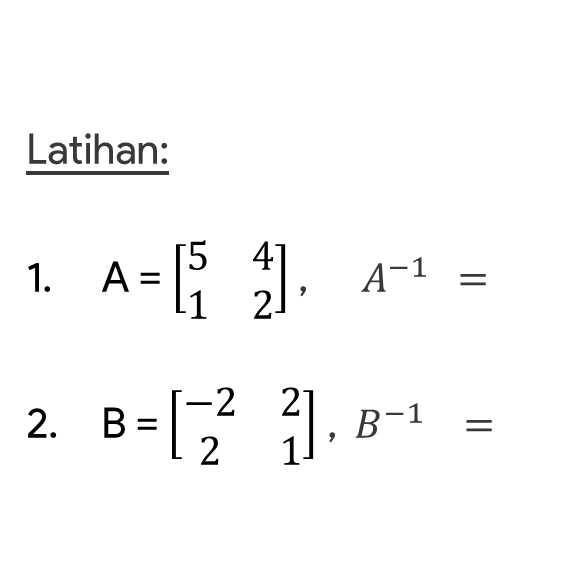 Latihan:
1. A = [5 4
1 2], A⁻¹ =
2. B = [−2 2
2 1], B⁻¹ =